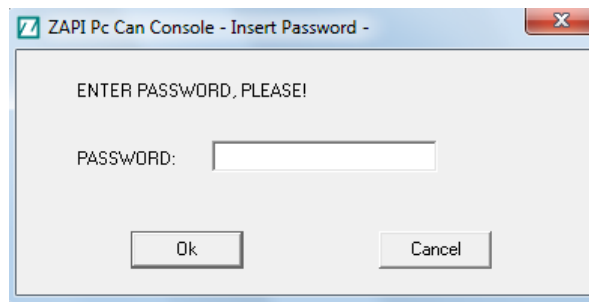 ZAPI Pc Can Console - Insert Password -
ENTER PASSWORD, PLEASE!
PASSWORD:
Ok Cancel